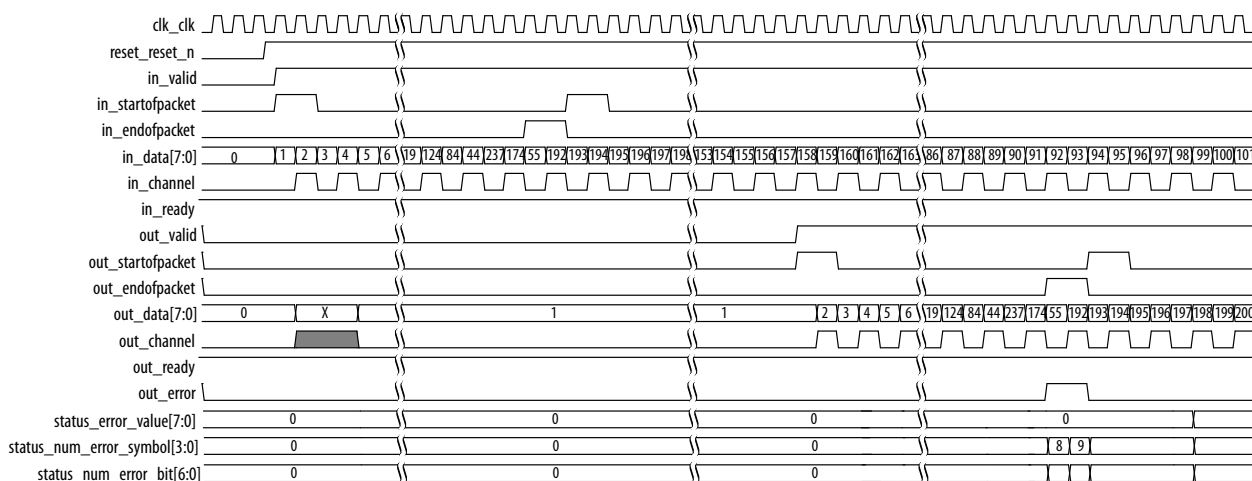 clk_clk
reset_reset_n
in_valid
in_startofpacket
in_endofpacket
in_data[7:0] 0 1 2 3 4 5 6 19 124 84 44 237 174 55 192 193 194 195 196 197 198 153 154 155 156 157 158 159 160 161 162 163 86 87 88 89 90 91 92 93 94 95 96 97 98 99 100 101
in_channel
in_ready
out_valid
out_startofpacket
out_endofpacket
out_data[7:0] 0 X 1 1 2 3 4 5 6 19 124 84 44 237 174 55 192 193 194 195 196 197 198 199 200
out_channel
out_ready
out_error
status_error_value[7:0] 0 0 0 0
status_num_error_symbol[3:0] 0 0 0 8 9
status_num_error_bit[6:0] 0 0 0